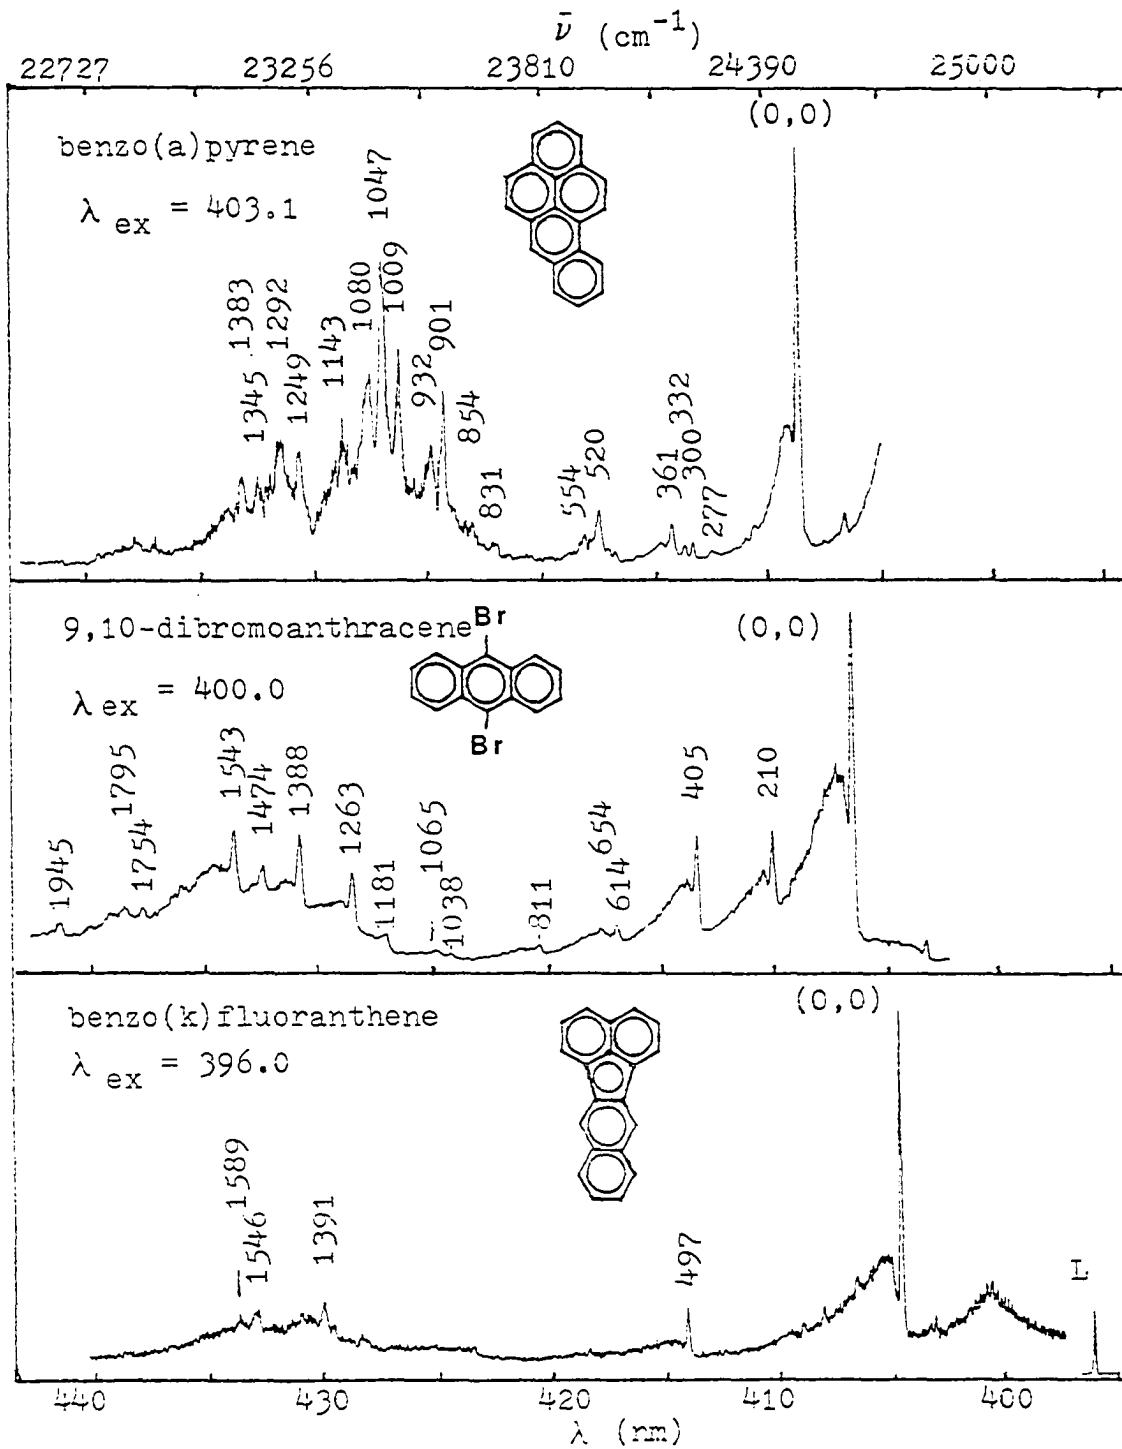 ν̄ (cm⁻¹)
22727 23256 23810 24390 25000
(0,0)
benzo(a)pyrene
λ ex = 403.1
1383 1345 1292 1249 1143 1080 1047 1009 932 901 854 831 554 520 361 332 300 277
9,10-dibromoanthracene
Br
(0,0)
λ ex = 400.0
Br
1945 1795 1754 1543 1474 1388 1263 1181 1065 1038 811 654 614 405 210
(0,0)
benzo(k)fluoranthene
λ ex = 396.0
1589 1546 1391 497
L
440 430 420 410 400
λ (nm)